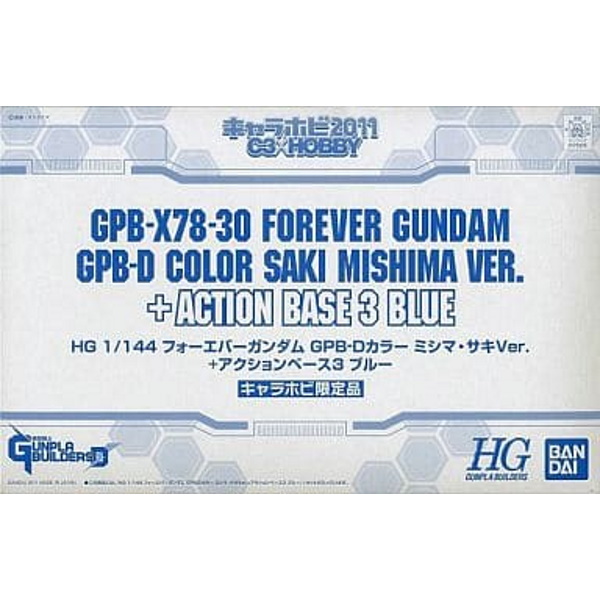 キャラホビ2011
C3×HOBBY
GPB-X78-30 FOREVER GUNDAM
GPB-D COLOR SAKI MISHIMA VER.
+ACTION BASE 3 BLUE
HG 1/144 フォーエバーガンダム GPB-Dカラー ミシマ・サキVer.
+アクションベース3 ブルー
キャラホビ限定品
GUNPLA
BUILDERS D
HG
GUNPLA BUILDERS
BAN
DAI